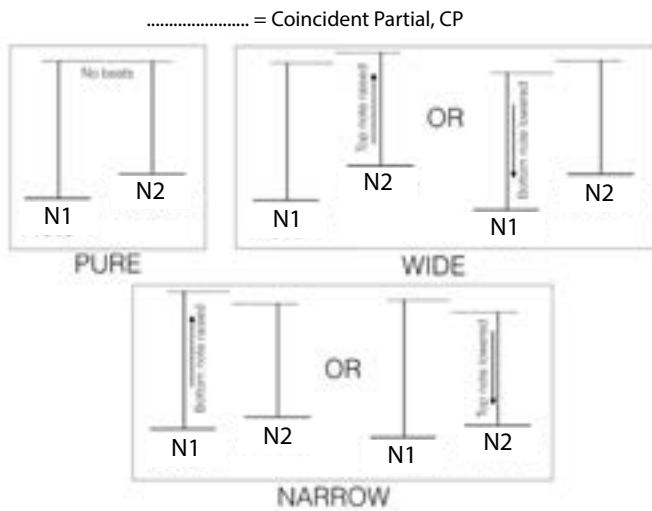 ........................ = Coincident Partial, CP
No beats
N1
N2
PURE
Top note raised
N1
N2
OR
Bottom note lowered
N1
N2
WIDE
Bottom note raised
N1
N2
OR
N1
Top note lowered
N2
NARROW